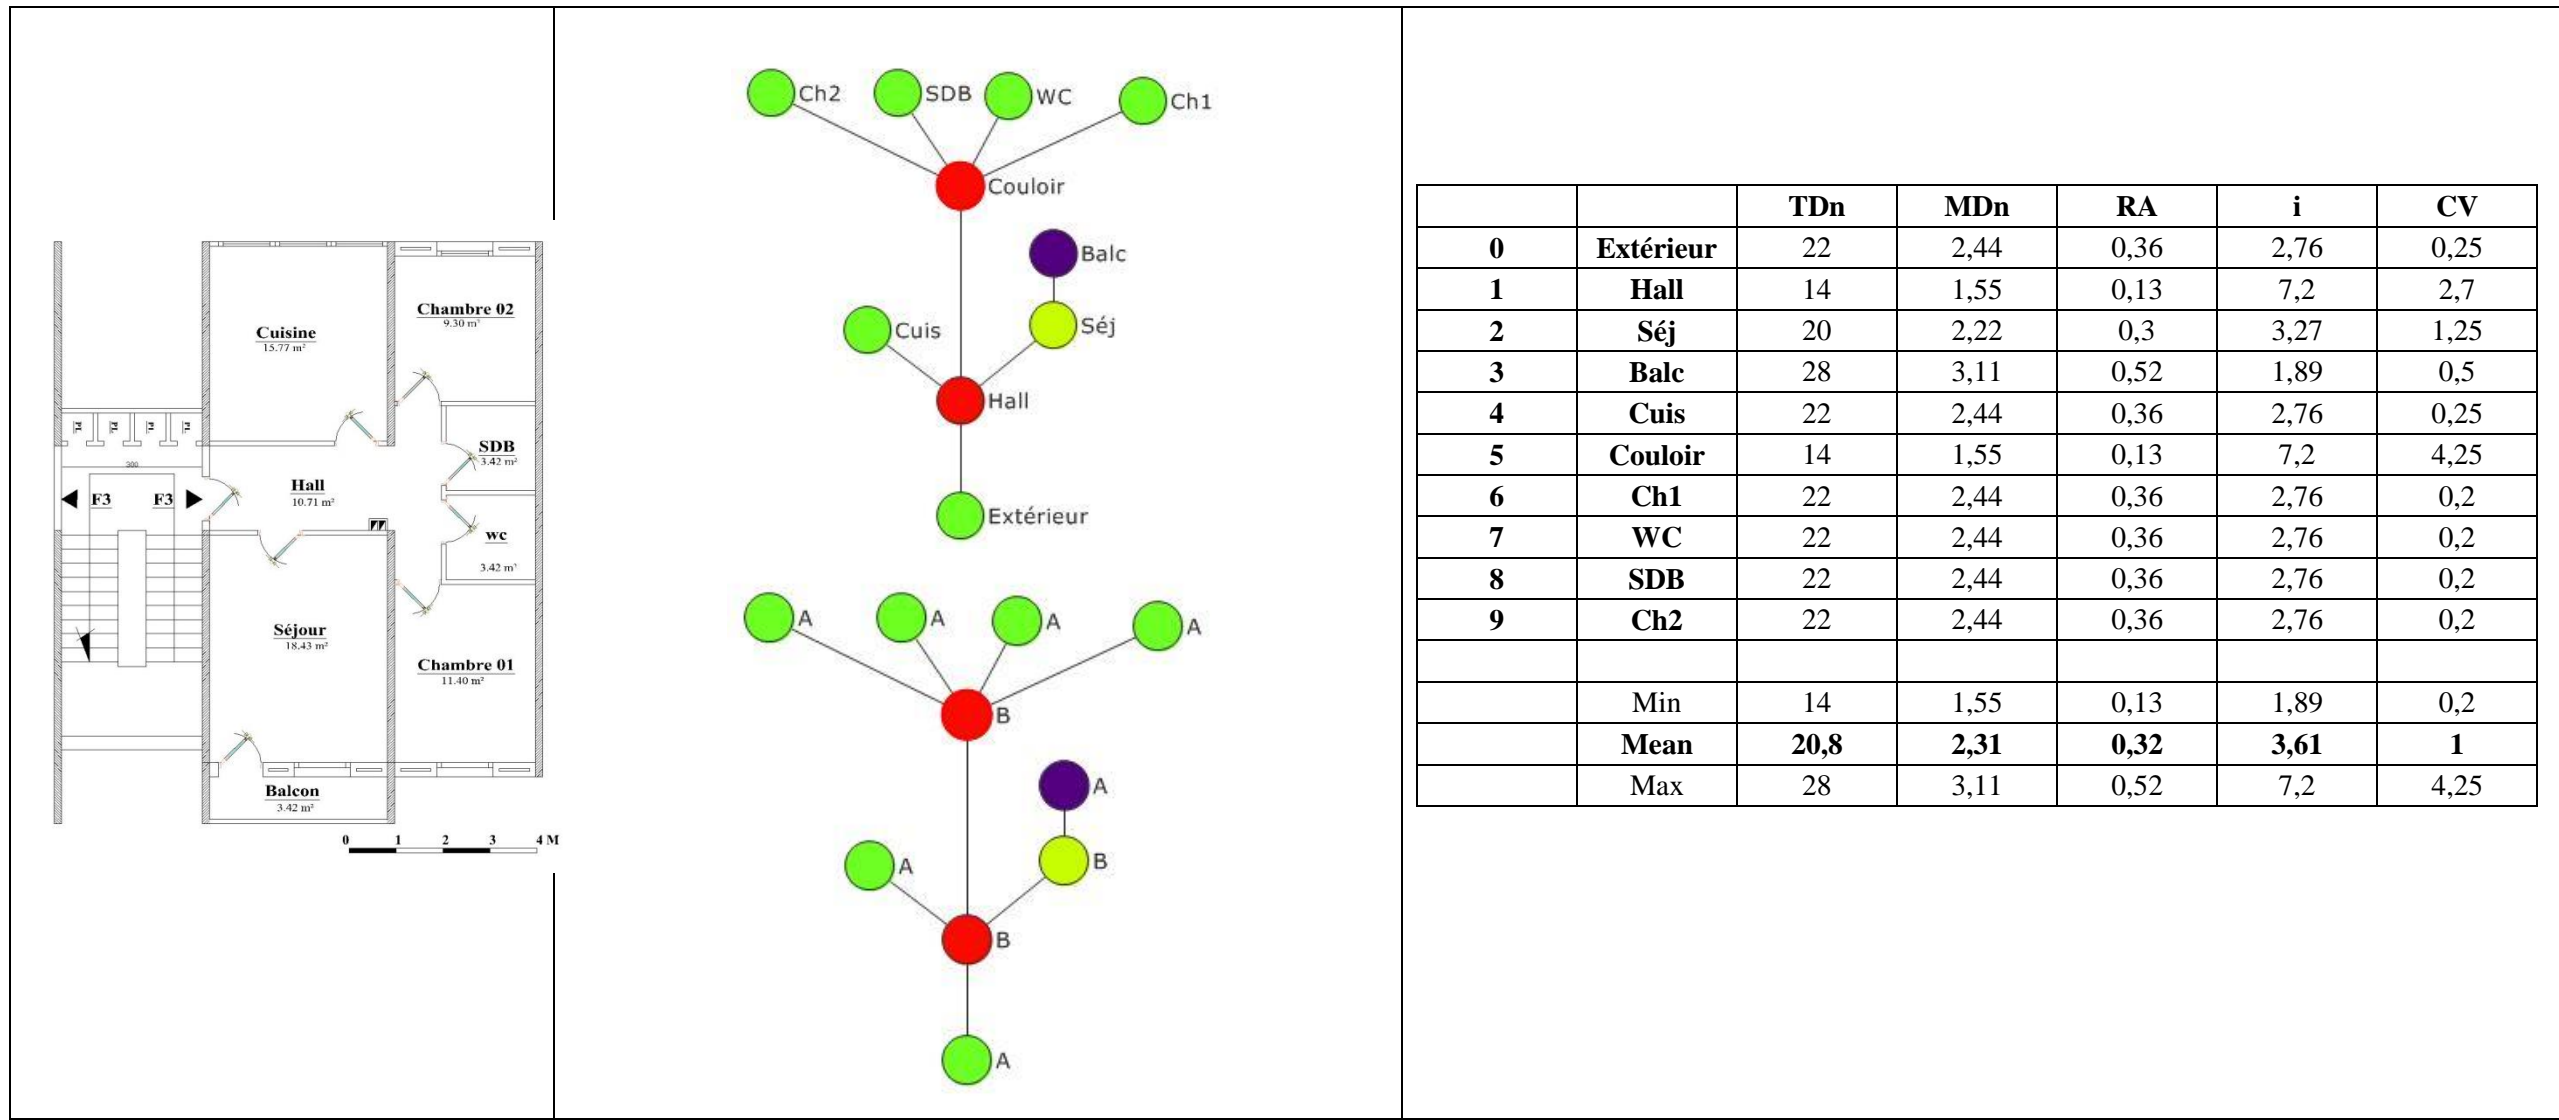 Chambre 02
9.30 m²
Cuisine
15.77 m²
PL
PL
PL
PL
SDB
3.42 m²
300
Hall
10.71 m²
F3
F3
wc
3.42 m²
Séjour
18.43 m²
Chambre 01
11.40 m²
Balcon
3.42 m²
0 1 2 3 4 M
Ch2
SDB
WC
Ch1
Couloir
Balc
Cuis
Séj
Hall
Extérieur
A
A
A
A
B
A
A
B
B
A
TDn MDn RA i CV
0 Extérieur 22 2,44 0,36 2,76 0,25
1 Hall 14 1,55 0,13 7,2 2,7
2 Séj 20 2,22 0,3 3,27 1,25
3 Balc 28 3,11 0,52 1,89 0,5
4 Cuis 22 2,44 0,36 2,76 0,25
5 Couloir 14 1,55 0,13 7,2 4,25
6 Ch1 22 2,44 0,36 2,76 0,2
7 WC 22 2,44 0,36 2,76 0,2
8 SDB 22 2,44 0,36 2,76 0,2
9 Ch2 22 2,44 0,36 2,76 0,2
Min 14 1,55 0,13 1,89 0,2
Mean 20,8 2,31 0,32 3,61 1
Max 28 3,11 0,52 7,2 4,25